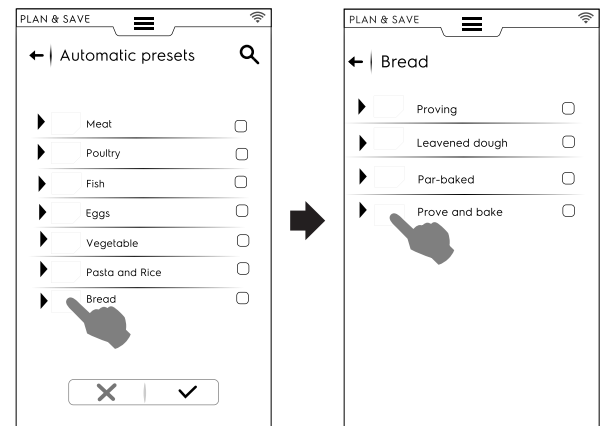 PLAN & SAVE
Automatic presets
Meat
Poultry
Fish
Eggs
Vegetable
Pasta and Rice
Bread
PLAN & SAVE
Bread
Proving
Leavened dough
Par-baked
Prove and bake